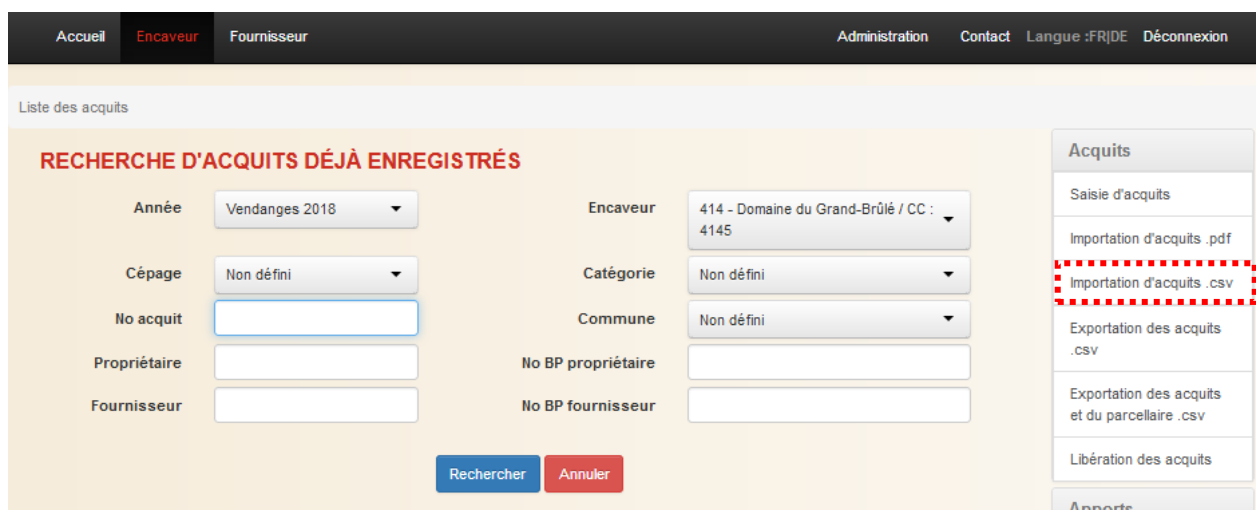 Accueil Encaveur Fournisseur Administration Contact Langue :FR|DE Déconnexion
Liste des acquits
RECHERCHE D'ACQUITS DÉJÀ ENREGISTRÉS
Année Vendanges 2018 Encaveur 414 - Domaine du Grand-Brûlé / CC :
4145
Cépage Non défini Catégorie Non défini
No acquit Commune Non défini
Propriétaire No BP propriétaire
Fournisseur No BP fournisseur
Rechercher Annuler
Acquits
Saisie d'acquits
Importation d'acquits .pdf
Importation d'acquits .csv
Exportation des acquits
.csv
Exportation des acquits
et du parcellaire .csv
Libération des acquits
Apports